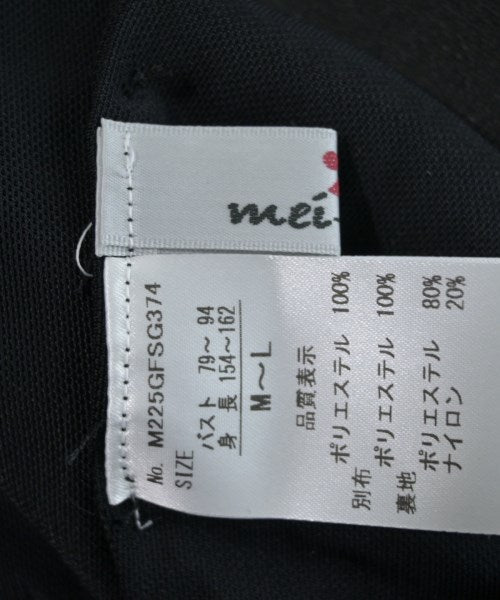 mei
No. M225GFSG374
SIZE
バスト 79～ 94
身 長 154～162
M～L
品質表示
ポリエステル 100%
別布
ポリエステル 100%
裏地
ポリエステル 80%
ナイロン 20%